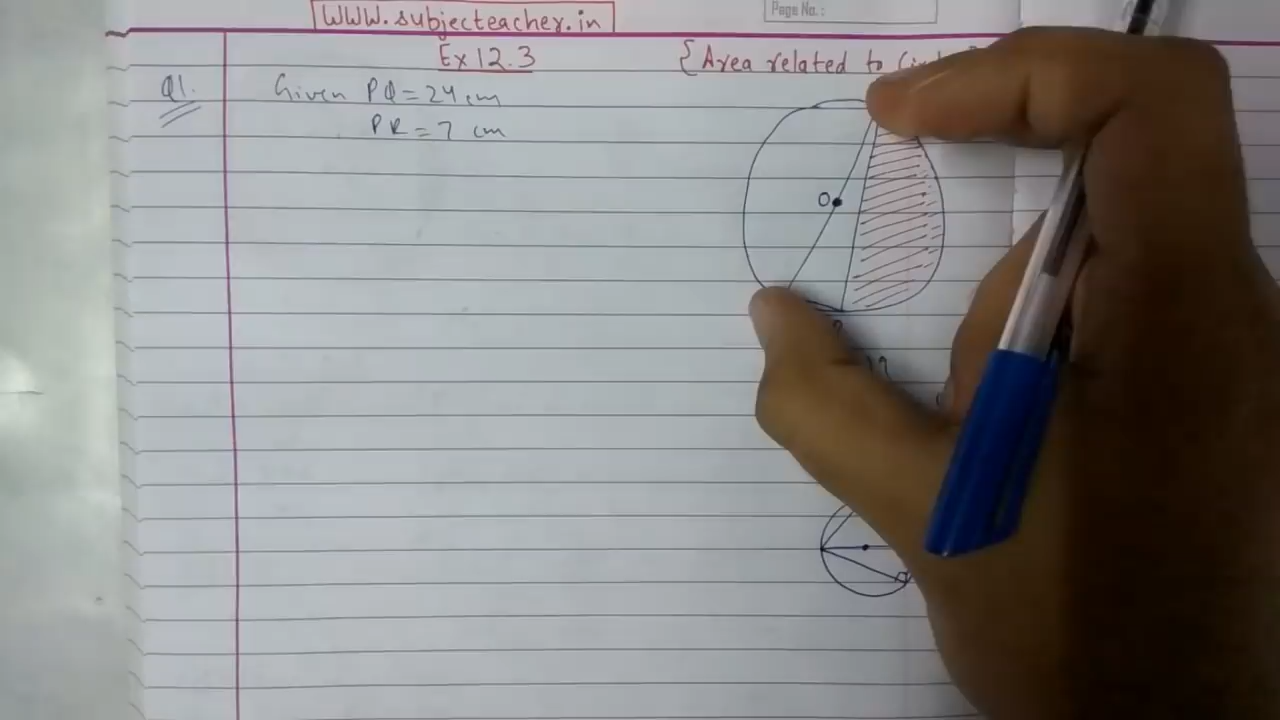 WWW.subjecteacher.in
Page No.:
Ex 12.3
{Area related to
Q1. Given PQ = 24 cm
PR = 7 cm
O